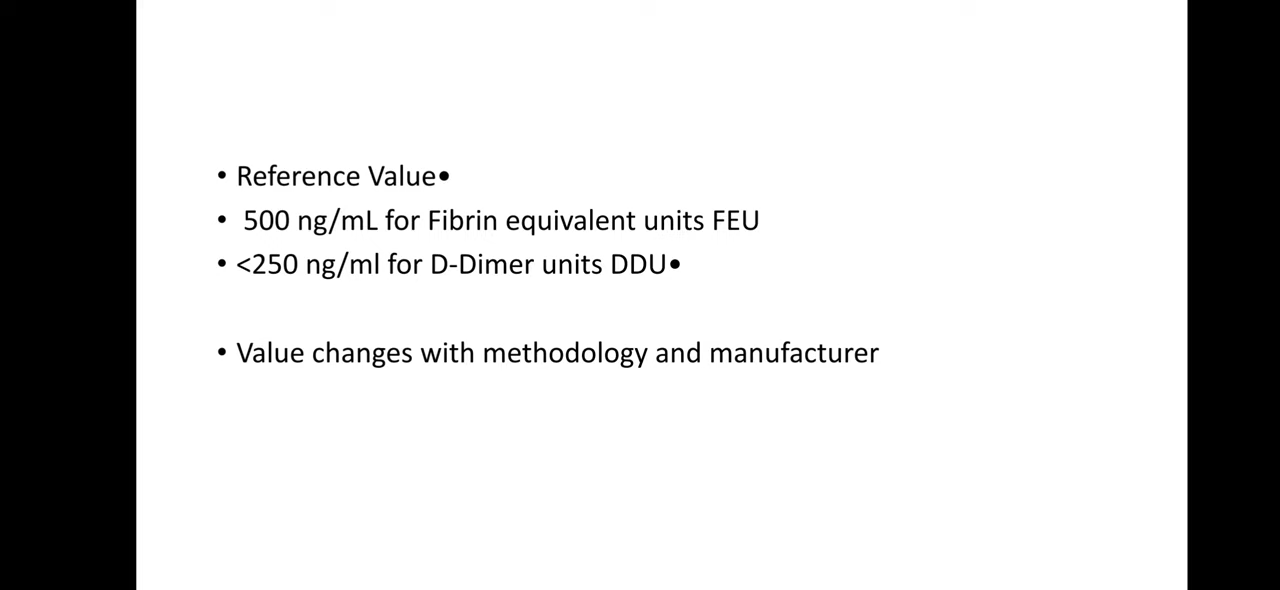 • Reference Value•
• 500 ng/mL for Fibrin equivalent units FEU
• <250 ng/ml for D-Dimer units DDU•
• Value changes with methodology and manufacturer